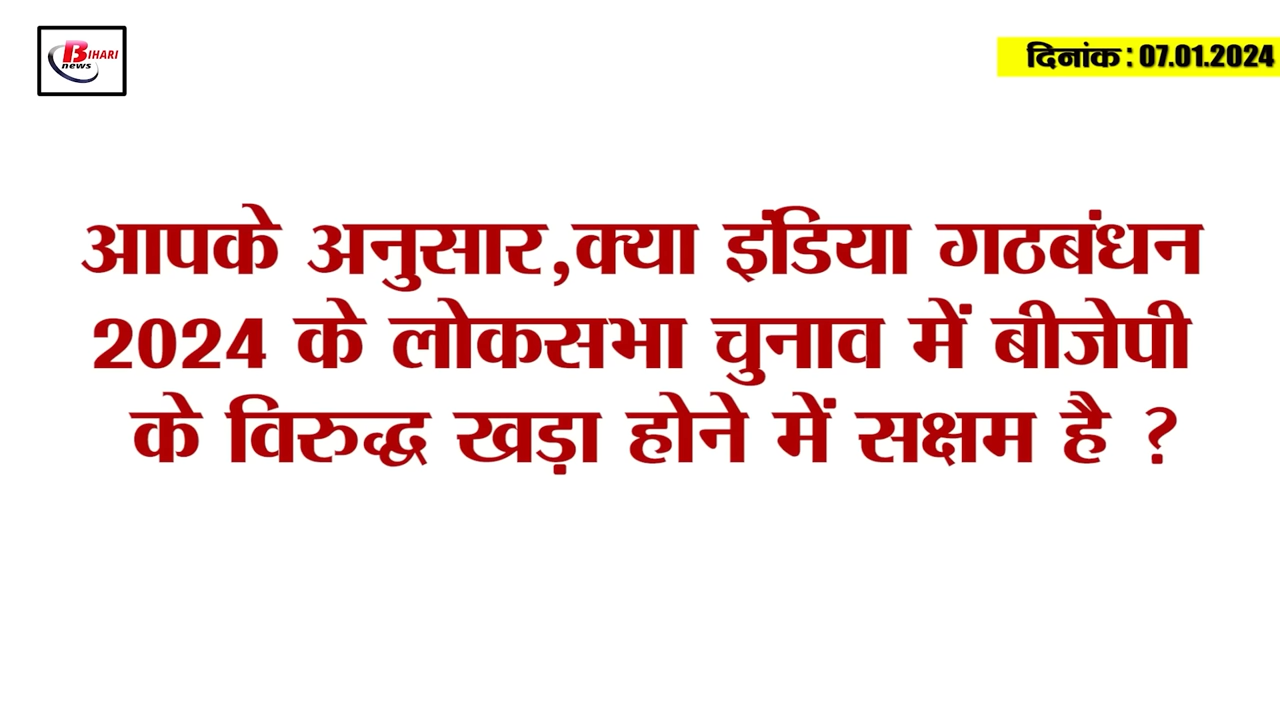 BIHARI
news
दिनांक : 07.01.2024
आपके अनुसार,क्या इंडिया गठबंधन
2024 के लोकसभा चुनाव में बीजेपी
के विरुद्ध खड़ा होने में सक्षम है ?